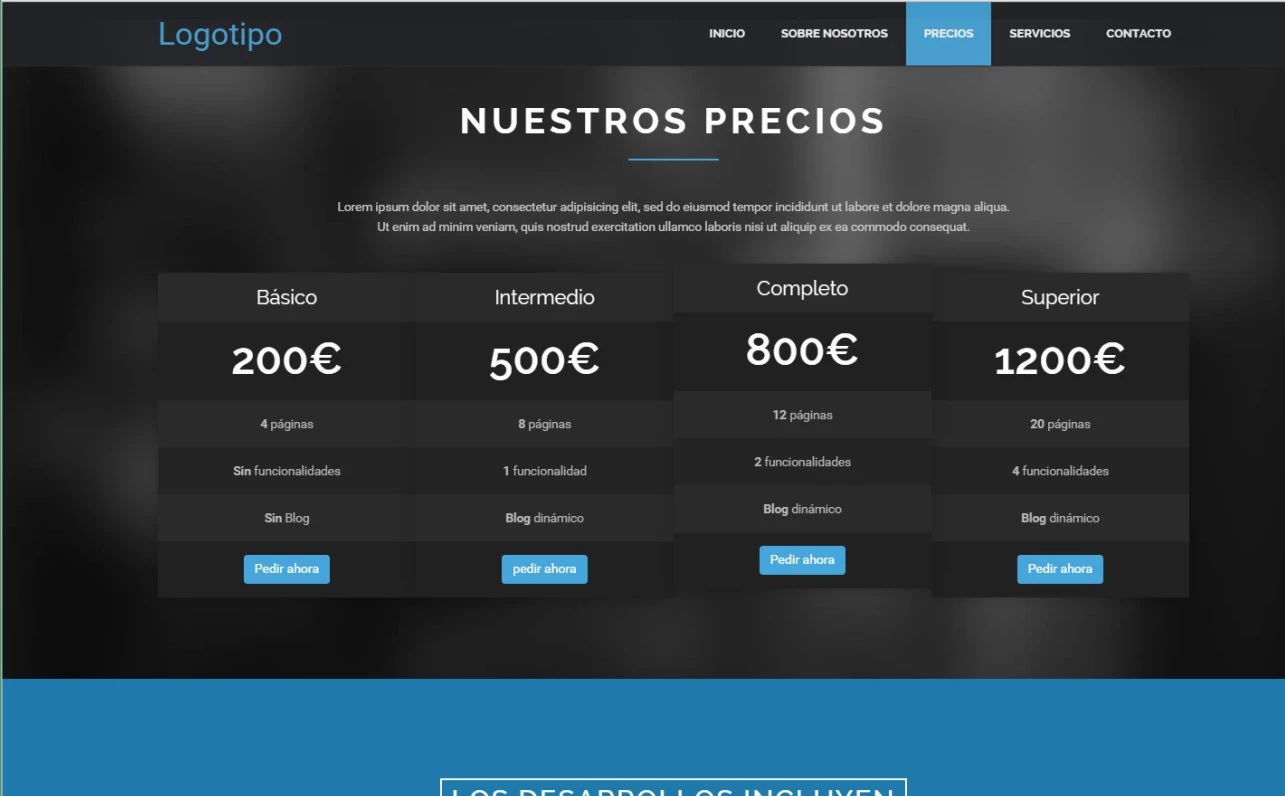 Logotipo
INICIO SOBRE NOSOTROS PRECIOS SERVICIOS CONTACTO
NUESTROS PRECIOS
Lorem ipsum dolor sit amet, consectetur adipisicing elit, sed do eiusmod tempor incididunt ut labore et dolore magna aliqua.
Ut enim ad minim veniam, quis nostrud exercitation ullamco laboris nisi ut aliquip ex ea commodo consequat.
Básico
200€
4 páginas
Sin funcionalidades
Sin Blog
Pedir ahora
Intermedio
500€
8 páginas
1 funcionalidad
Blog dinámico
pedir ahora
Completo
800€
12 páginas
2 funcionalidades
Blog dinámico
Pedir ahora
Superior
1200€
20 páginas
4 funcionalidades
Blog dinámico
Pedir ahora
LOS DESARROLLOS INCLUYEN